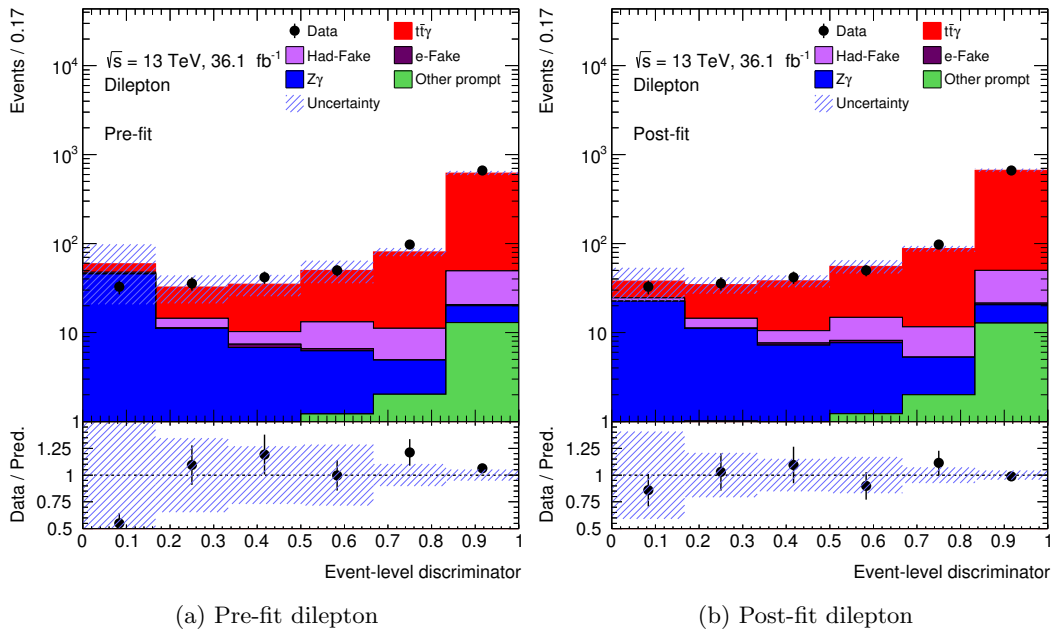 Events / 0.17
10⁴
10³
10²
10
1
√s = 13 TeV, 36.1 fb⁻¹
Dilepton
Pre-fit
Data
tt̄γ
Had-Fake
e-Fake
Zγ
Other prompt
Uncertainty
Data / Pred.
1.25
1
0.75
0.5
0 0.1 0.2 0.3 0.4 0.5 0.6 0.7 0.8 0.9 1
Event-level discriminator
(a) Pre-fit dilepton
Events / 0.17
10⁴
10³
10²
10
1
√s = 13 TeV, 36.1 fb⁻¹
Dilepton
Post-fit
Data
tt̄γ
Had-Fake
e-Fake
Zγ
Other prompt
Uncertainty
Data / Pred.
1.25
1
0.75
0.5
0 0.1 0.2 0.3 0.4 0.5 0.6 0.7 0.8 0.9 1
Event-level discriminator
(b) Post-fit dilepton